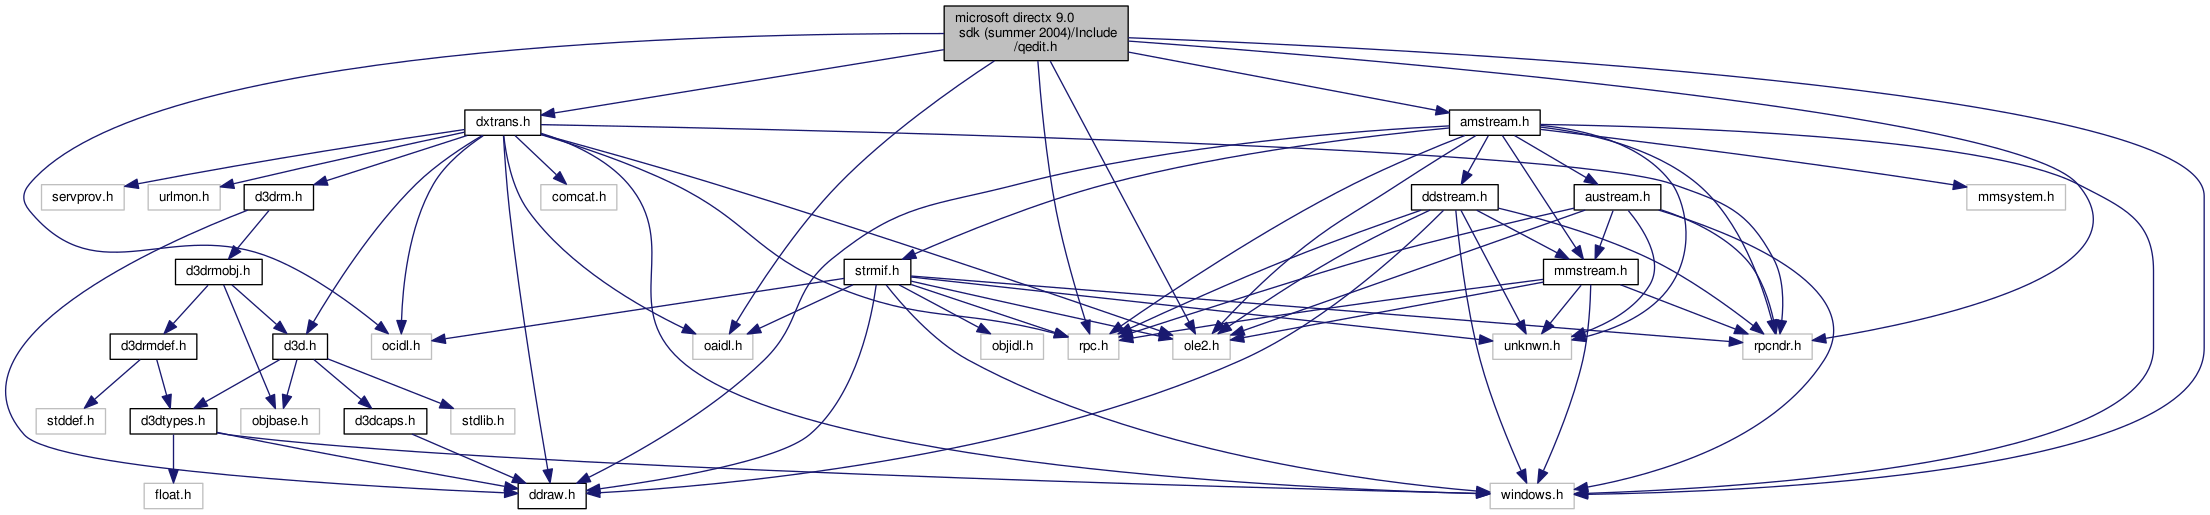 microsoft directx 9.0
sdk (summer 2004)/Include
/qedit.h
dxtrans.h
amstream.h
servprov.h
urlmon.h
d3drm.h
comcat.h
ddstream.h
austream.h
mmsystem.h
d3drmobj.h
strmif.h
mmstream.h
d3drmdef.h
d3d.h
ocidl.h
oaidl.h
objidl.h
rpc.h
ole2.h
unknwn.h
rpcndr.h
stddef.h
d3dtypes.h
objbase.h
d3dcaps.h
stdlib.h
float.h
ddraw.h
windows.h